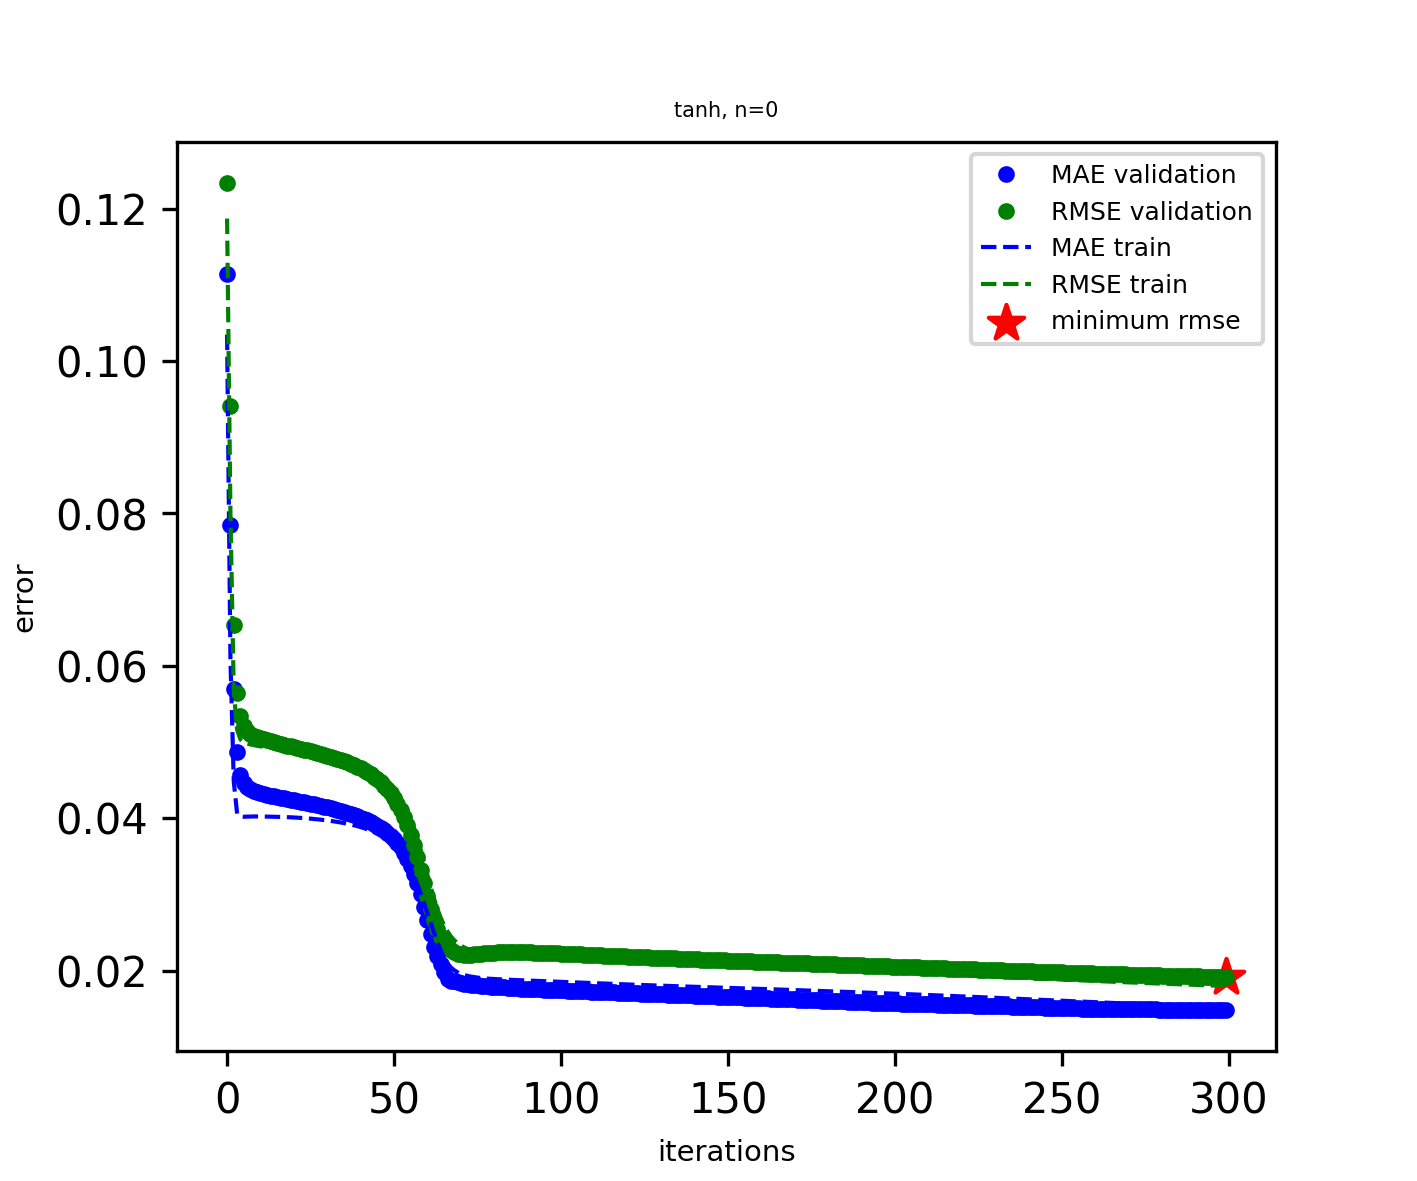 tanh, n=0
MAE validation
RMSE validation
MAE train
RMSE train
minimum rmse
error
0.12
0.10
0.08
0.06
0.04
0.02
0 50 100 150 200 250 300
iterations